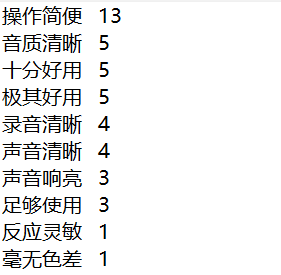 操作简便 13
音质清晰 5
十分好用 5
极其好用 5
录音清晰 4
声音清晰 4
声音响亮 3
足够使用 3
反应灵敏 1
毫无色差 1